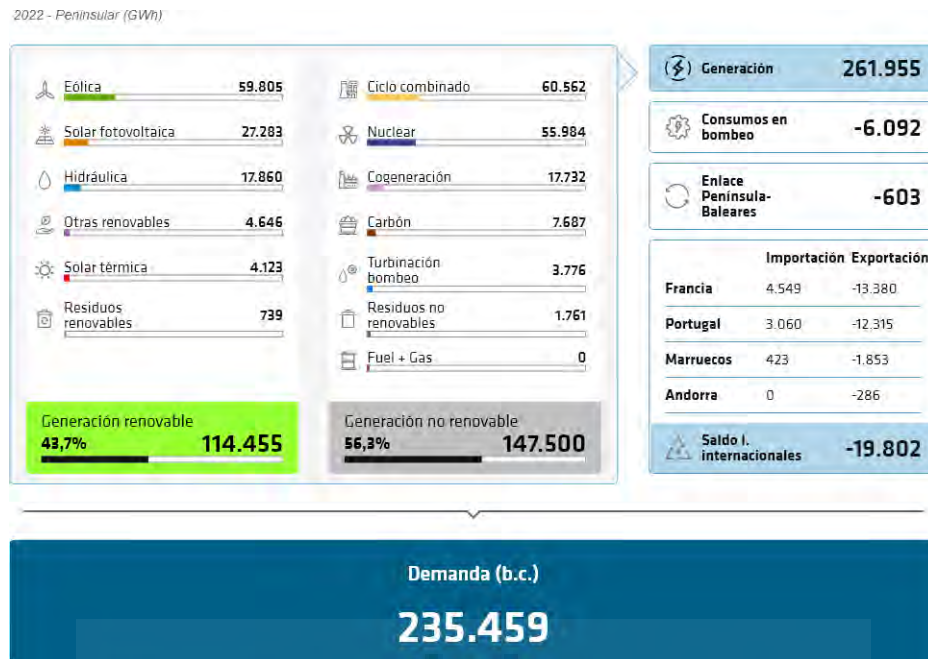 2022 - Peninsular (GWh)
Eólica 59.805
Solar fotovoltaica 27.283
Hidráulica 17.860
Otras renovables 4.646
Solar térmica 4.123
Residuos
renovables 739
Generación renovable
43,7% 114.455
Ciclo combinado 60.562
Nuclear 55.984
Cogeneración 17.732
Carbón 7.687
Turbinación
bombeo 3.776
Residuos no
renovables 1.761
Fuel + Gas 0
Generación no renovable
56,3% 147.500
Generación 261.955
Consumos en
bombeo -6.092
Enlace
Península-
Baleares -603
Importación Exportación
Francia 4.549 -13.380
Portugal 3.060 -12.315
Marruecos 423 -1.853
Andorra 0 -286
Saldo I.
internacionales -19.802
Demanda (b.c.)
235.459